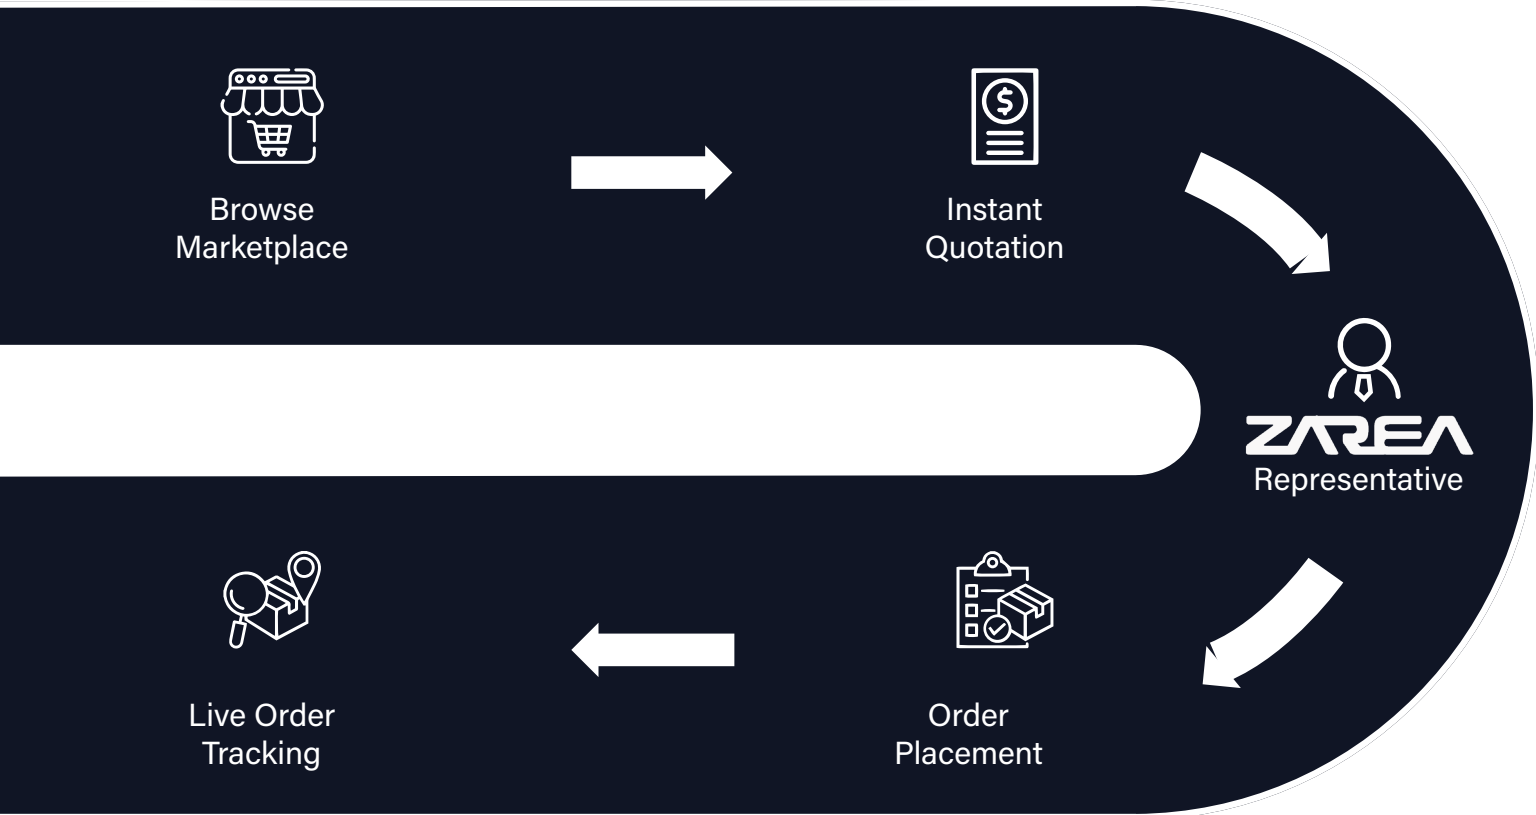 Browse
Marketplace
Instant
Quotation
ZAREA
Representative
Order
Placement
Live Order
Tracking